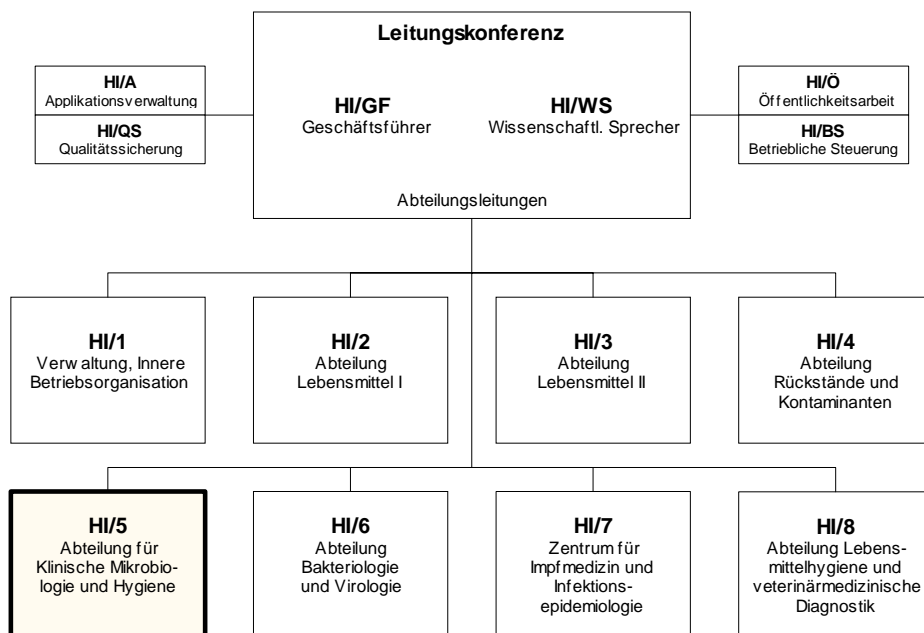 Leitungskonferenz
HI/A
Applikationsverwaltung
HI/QS
Qualitätssicherung
HI/GF
Geschäftsführer
HI/WS
Wissenschaftl. Sprecher
HI/Ö
Öffentlichkeitsarbeit
HI/BS
Betriebliche Steuerung
Abteilungsleitungen
HI/1
Verwaltung, Innere
Betriebsorganisation
HI/2
Abteilung
Lebensmittel I
HI/3
Abteilung
Lebensmittel II
HI/4
Abteilung
Rückstände und
Kontaminanten
HI/5
Abteilung für
Klinische Mikrobio-
logie und Hygiene
HI/6
Abteilung
Bakteriologie
und Virologie
HI/7
Zentrum für
Impfmedizin und
Infektions-
epidemiologie
HI/8
Abteilung Lebens-
mittelhygiene und
veterinärmedizinische
Diagnostik